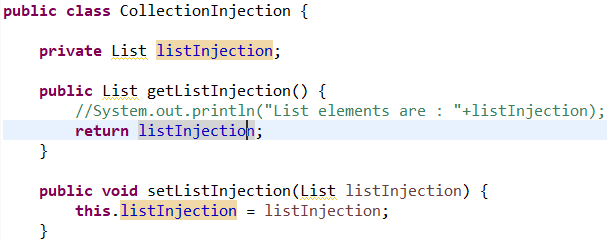 public class CollectionInjection {
private List listInjection;
public List getListInjection() {
//System.out.println("List elements are : "+listInjection);
return listInjection;
}
public void setListInjection(List listInjection) {
this.listInjection = listInjection;
}